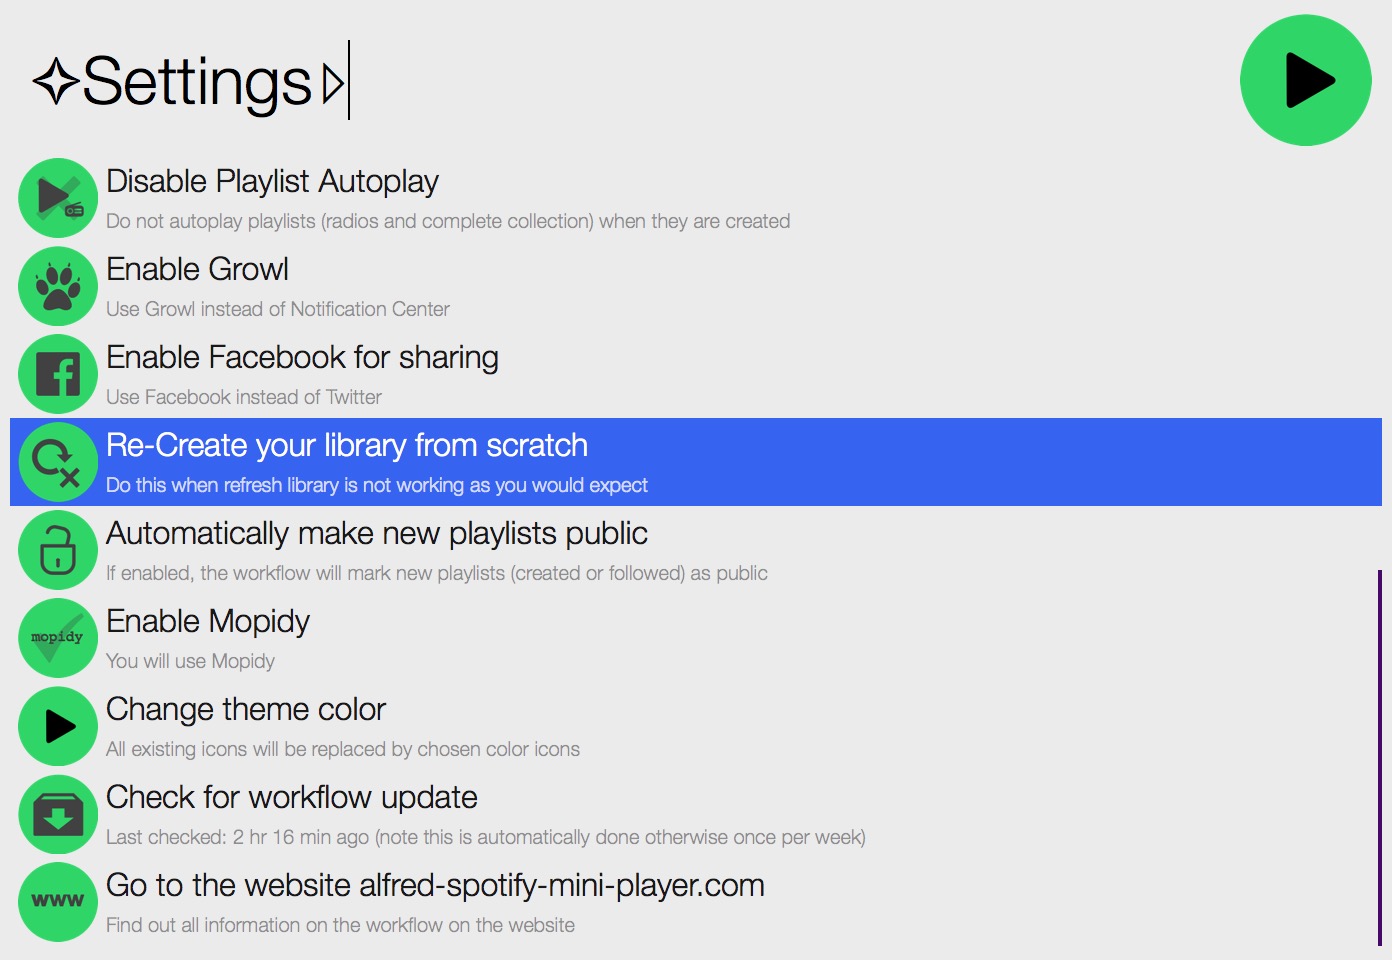 ✧Settings ▷
Disable Playlist Autoplay
Do not autoplay playlists (radios and complete collection) when they are created
Enable Growl
Use Growl instead of Notification Center
Enable Facebook for sharing
Use Facebook instead of Twitter
Re-Create your library from scratch
Do this when refresh library is not working as you would expect
Automatically make new playlists public
If enabled, the workflow will mark new playlists (created or followed) as public
mopidy
Enable Mopidy
You will use Mopidy
Change theme color
All existing icons will be replaced by chosen color icons
Check for workflow update
Last checked: 2 hr 16 min ago (note this is automatically done otherwise once per week)
www
Go to the website alfred-spotify-mini-player.com
Find out all information on the workflow on the website